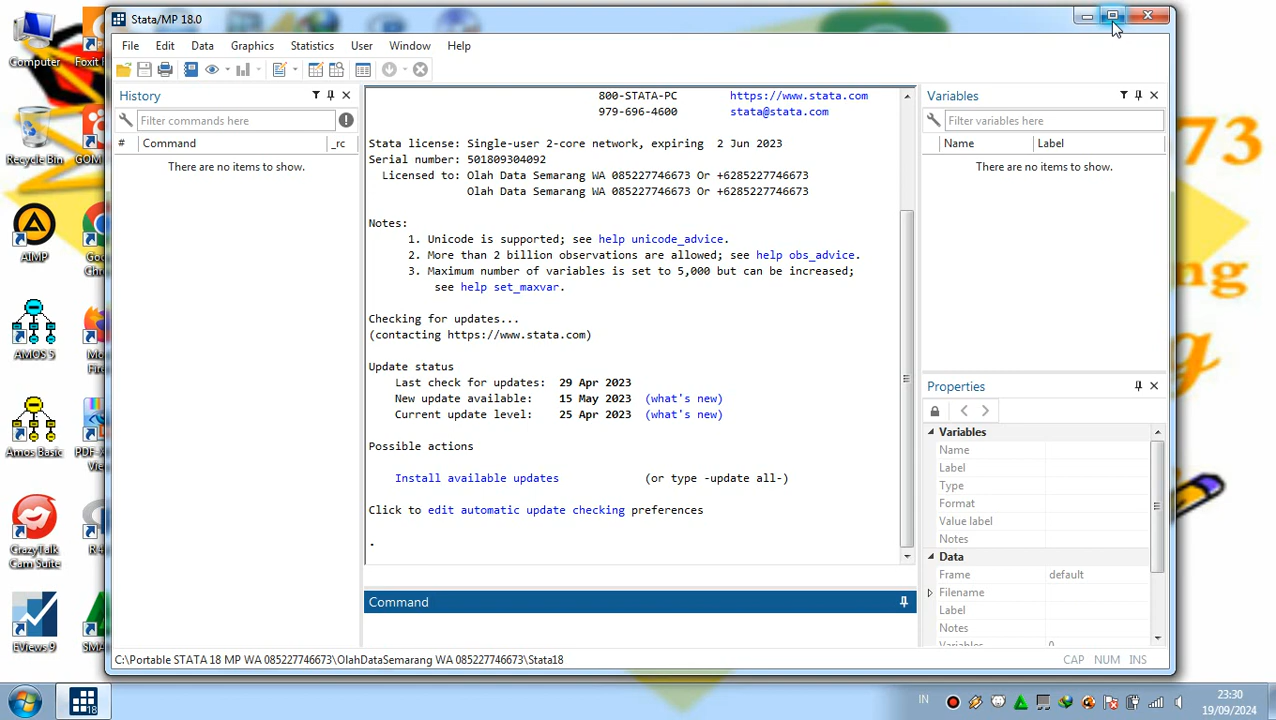 Stata/MP 18.0
File Edit Data Graphics Statistics User Window Help
History
Filter commands here
# Command _rc
There are no items to show.
800-STATA-PC https://www.stata.com
979-696-4600 stata@stata.com
Stata license: Single-user 2-core network, expiring 2 Jun 2023
Serial number: 501809304092
Licensed to: Olah Data Semarang WA 085227746673 Or +6285227746673
Olah Data Semarang WA 085227746673 Or +6285227746673
Notes:
1. Unicode is supported; see help unicode_advice.
2. More than 2 billion observations are allowed; see help obs_advice.
3. Maximum number of variables is set to 5,000 but can be increased;
see help set_maxvar.
Checking for updates...
(contacting https://www.stata.com)
Update status
Last check for updates: 29 Apr 2023
New update available: 15 May 2023 (what's new)
Current update level: 25 Apr 2023 (what's new)
Possible actions
Install available updates (or type -update all-)
Click to edit automatic update checking preferences
.
Command
Variables
Filter variables here
Name Label
There are no items to show.
Properties
Variables
Name
Label
Type
Format
Value label
Notes
Data
Frame default
Filename
Label
Notes
Variables 0
C:\Portable STATA 18 MP WA 085227746673\OlahDataSemarang WA 085227746673\Stata18
CAP NUM INS
Computer
Foxit
Recycle Bin
GOM
AIMP
AMOS 5
Amos Basic
CrazyTalk
Cam Suite
EViews 9
73
ng
18
IN
23:30
19/09/2024